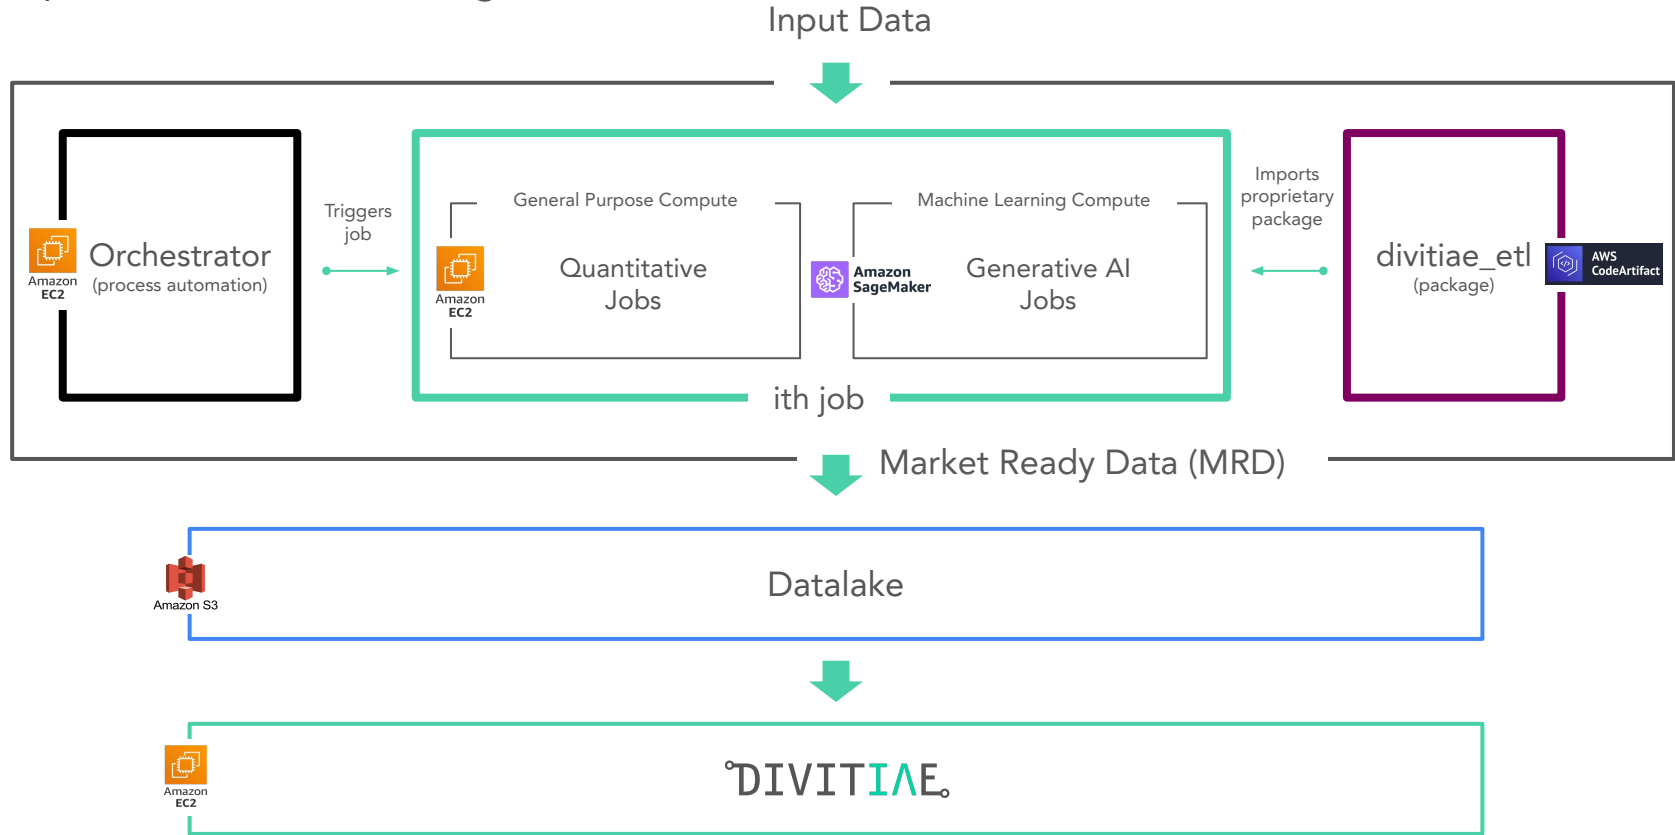 Input Data
Triggers
job
General Purpose Compute
Machine Learning Compute
Imports
proprietary
package
Orchestrator
(process automation)
Amazon
EC2
Quantitative
Jobs
Amazon
EC2
Generative AI
Jobs
Amazon
SageMaker
divitiae_etl
(package)
AWS
CodeArtifact
ith job
Market Ready Data (MRD)
Datalake
Amazon S3
DIVITIAE
Amazon
EC2